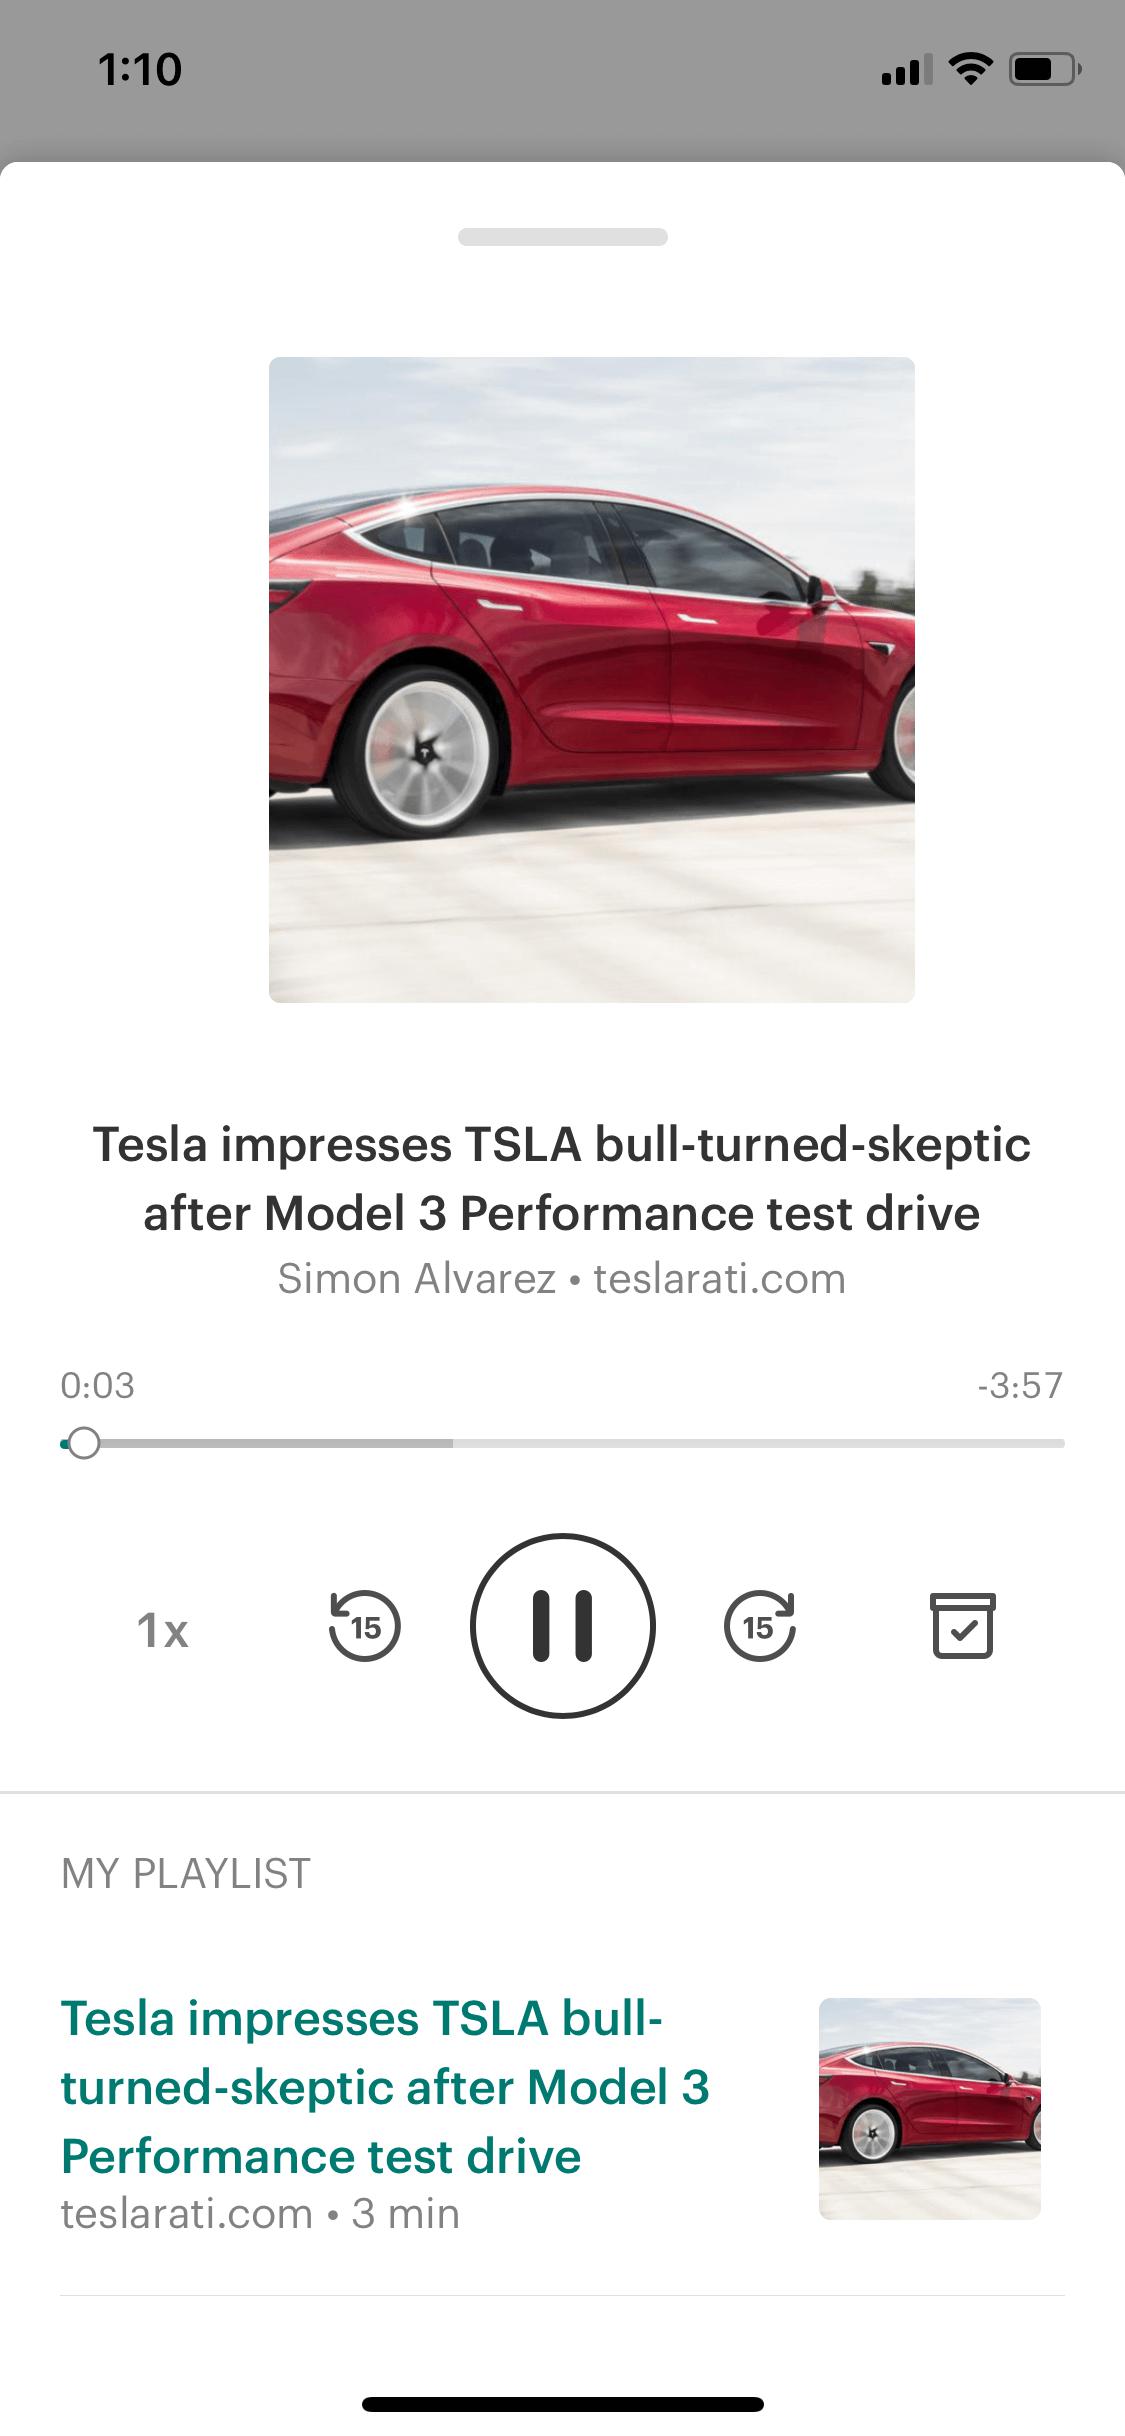 1:10
Tesla impresses TSLA bull-turned-skeptic
after Model 3 Performance test drive
Simon Alvarez • teslarati.com
0:03
-3:57
1x
15
15
MY PLAYLIST
Tesla impresses TSLA bull-
turned-skeptic after Model 3
Performance test drive
teslarati.com • 3 min